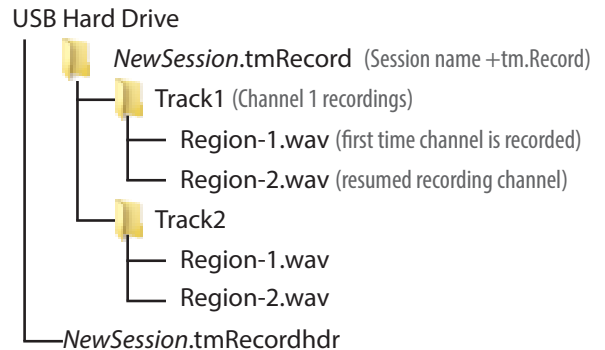 USB Hard Drive
NewSession.tmRecord (Session name +tm.Record)
Track1 (Channel 1 recordings)
Region-1.wav (first time channel is recorded)
Region-2.wav (resumed recording channel)
Track2
Region-1.wav
Region-2.wav
NewSession.tmRecordhdr